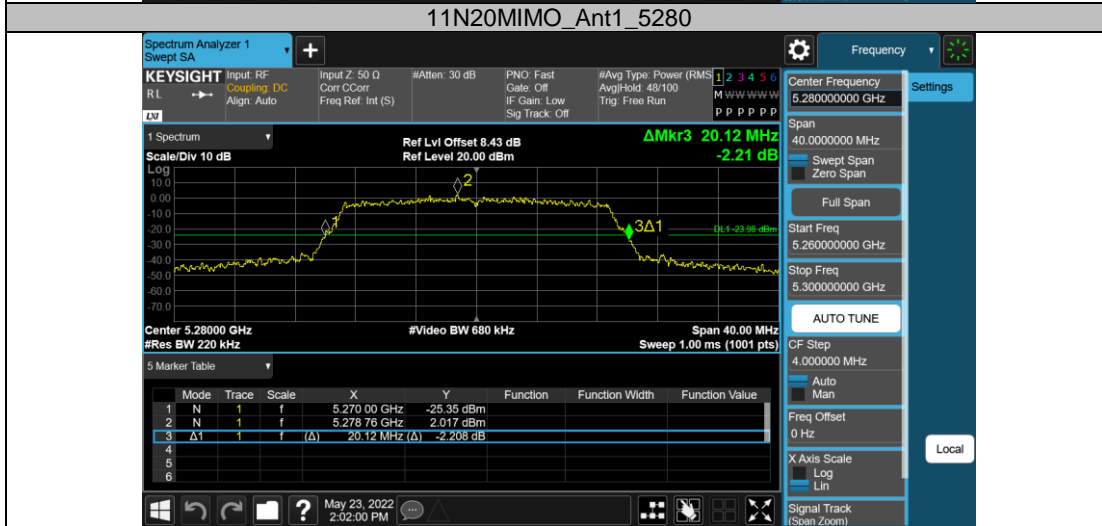 11N20MIMO_Ant1_5280
Spectrum Analyzer 1
Swept SA
+
Frequency
KEYSIGHT
Input: RF
Input Z: 50 Ω
#Atten: 30 dB
PNO: Fast
#Avg Type: Power (RMS
1 2 3 4 5 6
R L
Coupling: DC
Corr CCorr
Gate: Off
Avg|Hold: 48/100
M W W W W W
Align: Auto
Freq Ref: Int (S)
IF Gain: Low
Trig: Free Run
Sig Track: Off
P P P P P P
LXI
Center Frequency
5.280000000 GHz
Settings
1 Spectrum
Ref Lvl Offset 8.43 dB
ΔMkr3 20.12 MHz
Scale/Div 10 dB
Ref Level 20.00 dBm
-2.21 dB
Span
40.0000000 MHz
Swept Span
Zero Span
Full Span
Start Freq
5.260000000 GHz
Stop Freq
5.300000000 GHz
AUTO TUNE
CF Step
4.000000 MHz
Auto
Man
Freq Offset
0 Hz
X Axis Scale
Log
Lin
Signal Track
(Span Zoom)
Local
Log
10.0
0.00
-10.0
-20.0
-30.0
-40.0
-50.0
-60.0
-70.0
1
2
3Δ1
DL1 -23.98 dBm
Center 5.28000 GHz
#Video BW 680 kHz
Span 40.00 MHz
#Res BW 220 kHz
Sweep 1.00 ms (1001 pts)
5 Marker Table
Mode Trace Scale X Y Function Function Width Function Value
1 N 1 f 5.270 00 GHz -25.35 dBm
2 N 1 f 5.278 76 GHz 2.017 dBm
3 Δ1 1 f (Δ) 20.12 MHz (Δ) -2.208 dB
4
5
6
?
May 23, 2022
2:02:00 PM